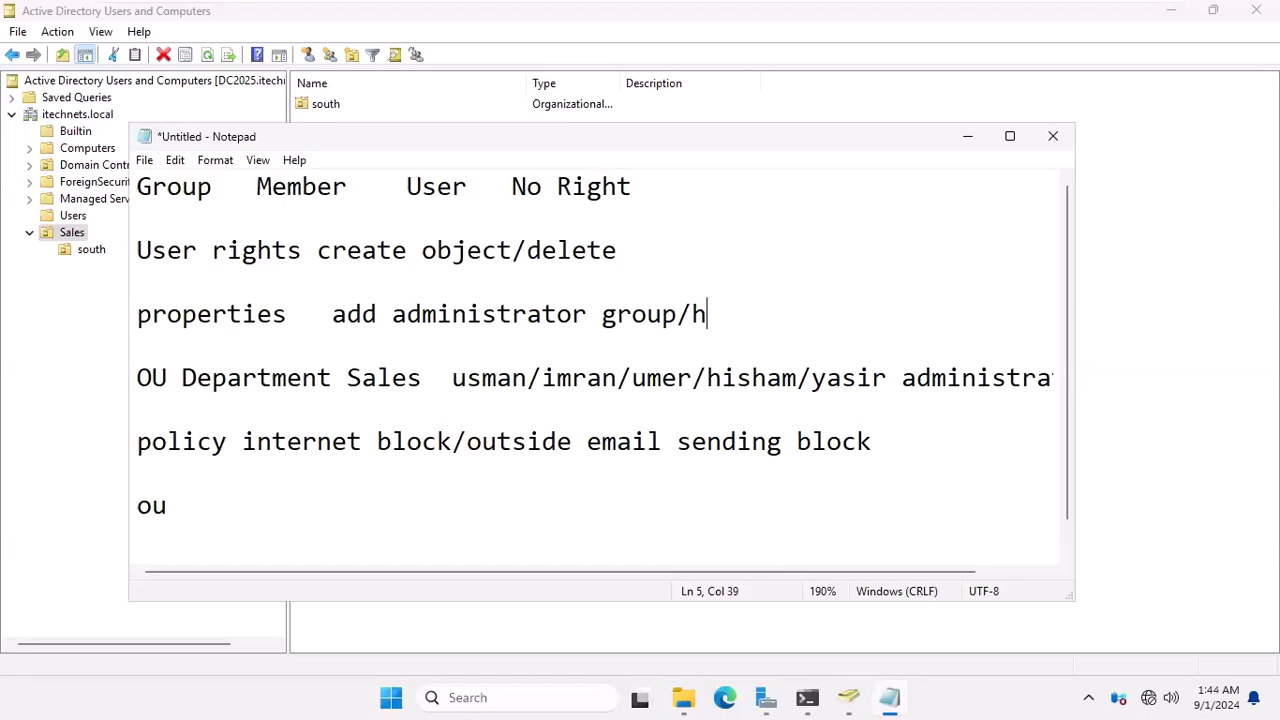 Active Directory Users and Computers
File Action View Help
Active Directory Users and Computers [DC2025.itechn
Saved Queries
itechnets.local
Builtin
Computers
Domain Contr
ForeignSecurit
Managed Serv
Users
Sales
south
Name Type Description
south Organizational...
*Untitled - Notepad
File Edit Format View Help
Group Member User No Right
User rights create object/delete
properties add administrator group/h
OU Department Sales usman/imran/umer/hisham/yasir administrat
policy internet block/outside email sending block
ou
Ln 5, Col 39 190% Windows (CRLF) UTF-8
Search
1:44 AM
9/1/2024